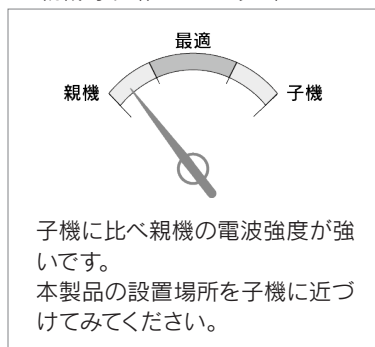 最適
親機
子機
子機に比べ親機の電波強度が強
いです。
本製品の設置場所を子機に近づ
けてみてください。